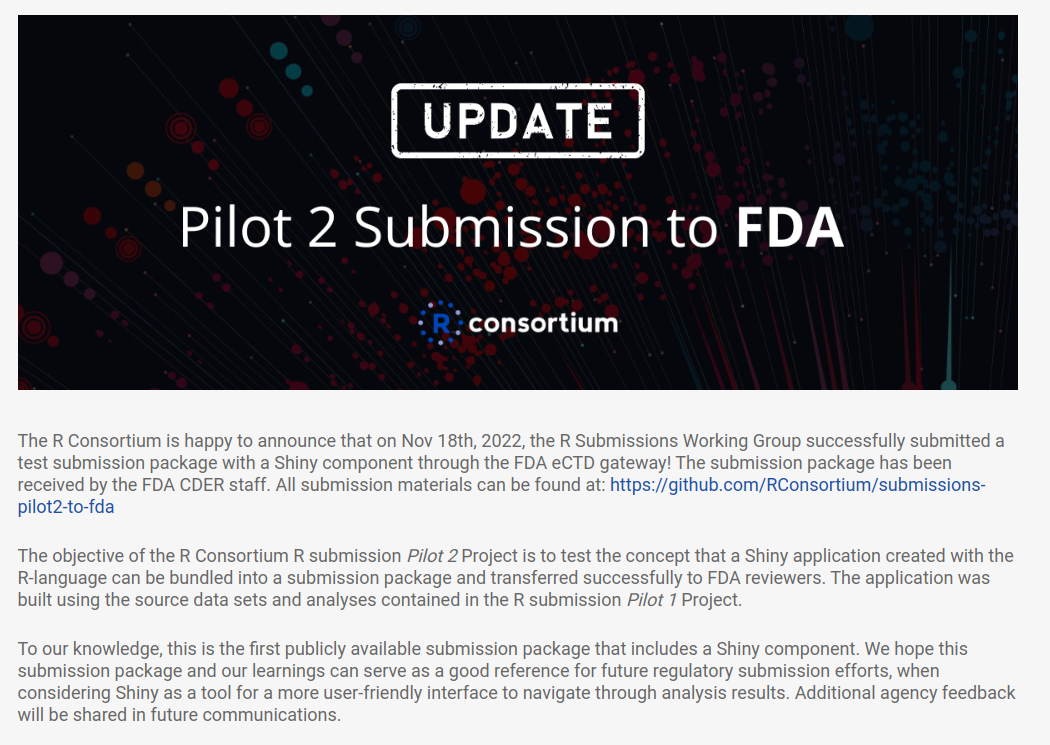 UPDATE
Pilot 2 Submission to FDA
R consortium
The R Consortium is happy to announce that on Nov 18th, 2022, the R Submissions Working Group successfully submitted a
test submission package with a Shiny component through the FDA eCTD gateway! The submission package has been
received by the FDA CDER staff. All submission materials can be found at: https://github.com/RConsortium/submissions-
pilot2-to-fda
The objective of the R Consortium R submission Pilot 2 Project is to test the concept that a Shiny application created with the
R-language can be bundled into a submission package and transferred successfully to FDA reviewers. The application was
built using the source data sets and analyses contained in the R submission Pilot 1 Project.
To our knowledge, this is the first publicly available submission package that includes a Shiny component. We hope this
submission package and our learnings can serve as a good reference for future regulatory submission efforts, when
considering Shiny as a tool for a more user-friendly interface to navigate through analysis results. Additional agency feedback
will be shared in future communications.